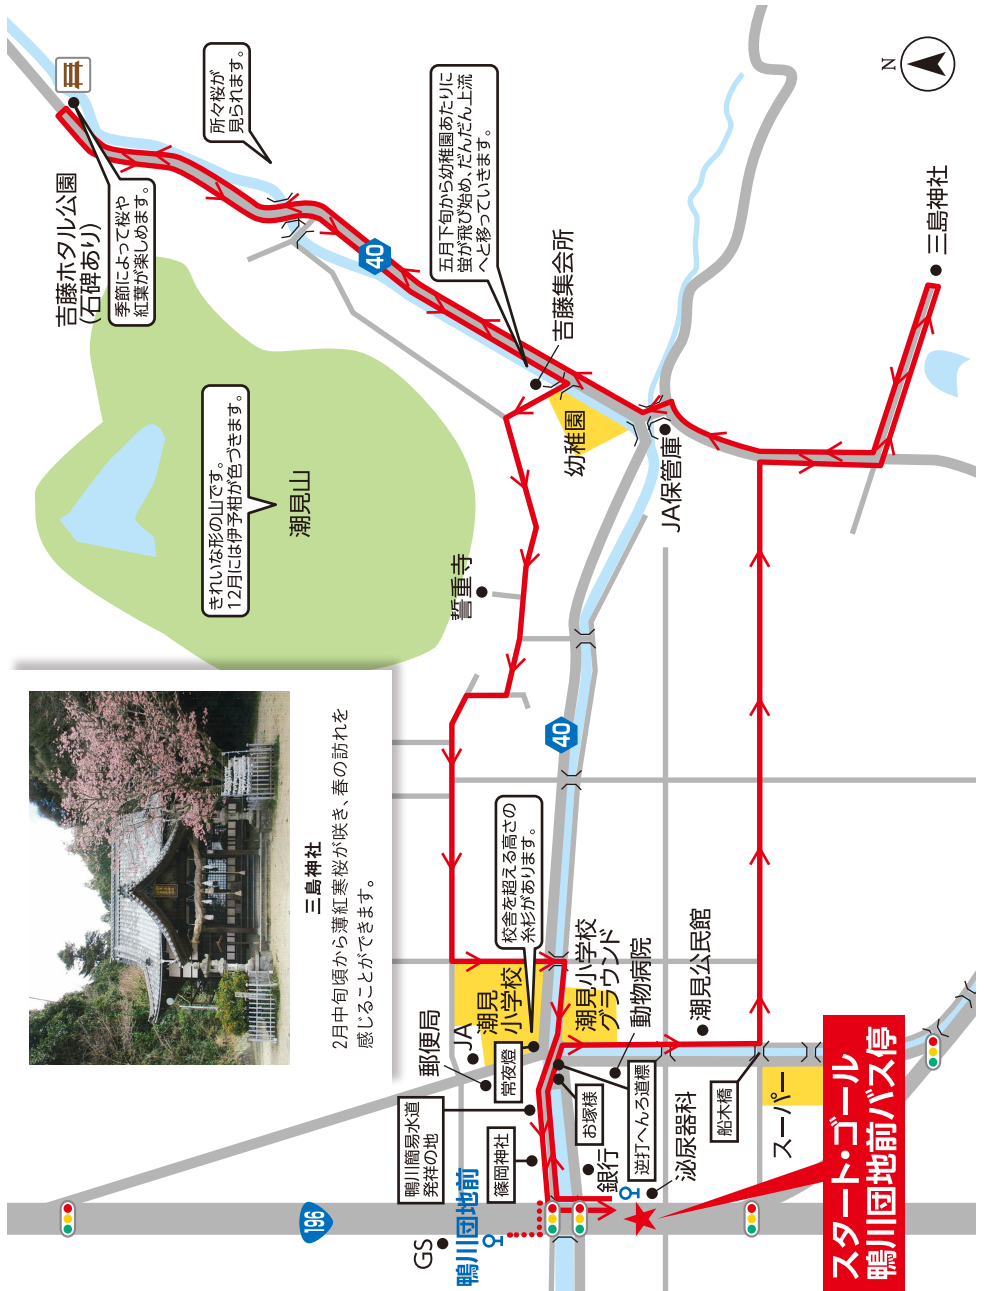 スタート・ゴール
鴨川団地前バス停
鴨川団地前
GS
196
銀行
泌尿器科
篠岡神社
鴨川簡易水道
発祥の地
郵便局
JA
常夜燈
お塚様
逆打へんろ道標
船木橋
スーパー
動物病院
潮見公民館
潮見
小学校
潮見小学校
グラウンド
校舎を超える高さの
糸杉があります。
三島神社
2月中旬頃から薄紅寒桜が咲き、春の訪れを
感じることができます。
40
誓重寺
潮見山
きれいな形の山です。
12月には伊予柑が色づきます。
幼稚園
JA保管庫
吉藤集会所
五月下旬から幼稚園あたりに
蛍が飛び始め、だんだん上流
へと移っていきます。
三島神社
40
吉藤ホタル公園
(石碑あり)
季節によって桜や
紅葉が楽しめます。
所々桜が
見られます。
N